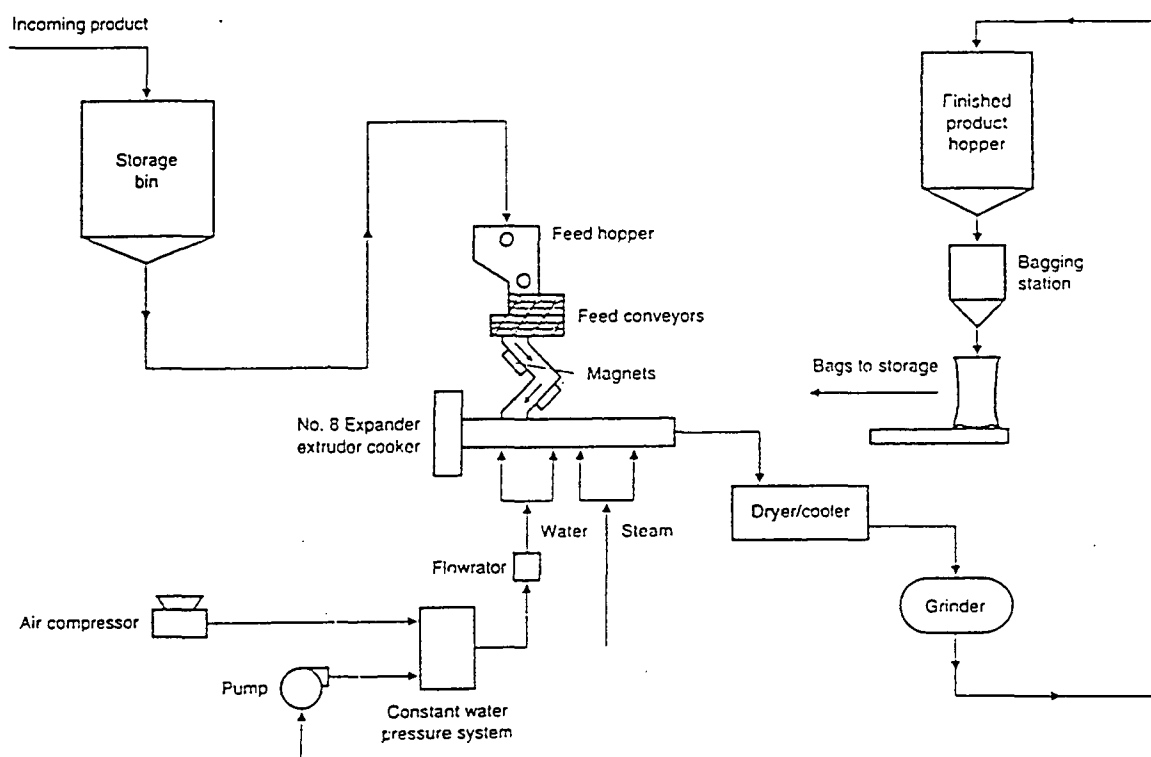 Incoming product
Storage
bin
Feed hopper
Feed conveyors
Magnets
No. 8 Expander
extrudor cooker
Water
Steam
Flowrator
Air compressor
Pump
Constant water
pressure system
Dryer/cooler
Grinder
Finished
product
hopper
Bagging
station
Bags to storage